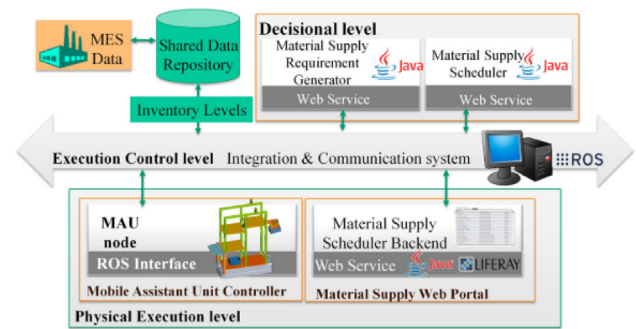 MES
Data
Shared Data
Repository
Inventory Levels
Decisional level
Material Supply
Requirement
Generator
Java
Web Service
Material Supply
Scheduler
Java
Web Service
Execution Control level Integration & Communication system
ROS
MAU
node
ROS Interface
Mobile Assistant Unit Controller
Material Supply
Scheduler Backend
Web Service Java LIFERAY
Material Supply Web Portal
Physical Execution level